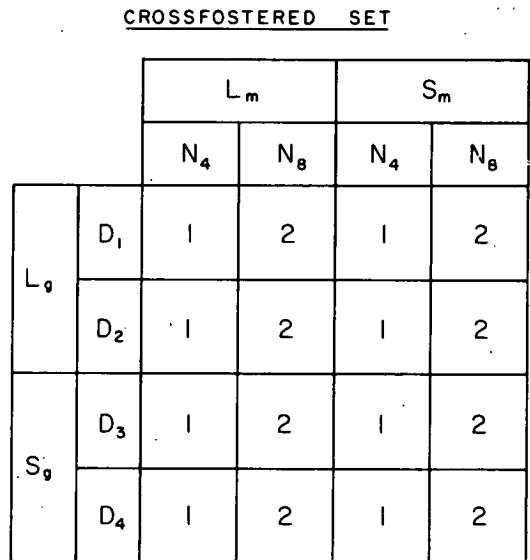 CROSSFOSTERED SET
Lm Sm
N4 N8 N4 N8
Lg D1 1 2 1 2
D2 1 2 1 2
Sg D3 1 2 1 2
D4 1 2 1 2